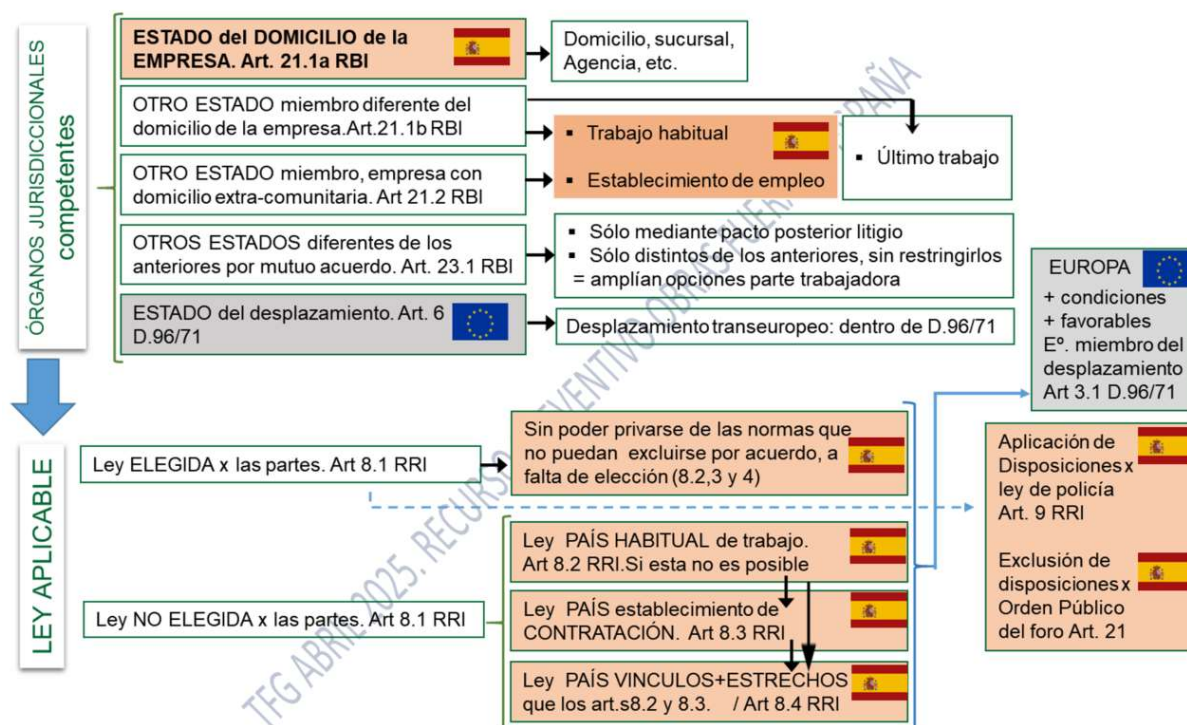 ÓRGANOS JURISDICCIONALES
competentes
ESTADO del DOMICILIO de la
EMPRESA. Art. 21.1a RBI
Domicilio, sucursal,
Agencia, etc.
OTRO ESTADO miembro diferente del
domicilio de la empresa.Art.21.1b RBI
▪ Trabajo habitual
▪ Establecimiento de empleo
▪ Último trabajo
OTRO ESTADO miembro, empresa con
domicilio extra-comunitaria. Art 21.2 RBI
OTROS ESTADOS diferentes de los
anteriores por mutuo acuerdo. Art. 23.1 RBI
▪ Sólo mediante pacto posterior litigio
▪ Sólo distintos de los anteriores, sin restringirlos
= amplían opciones parte trabajadora
ESTADO del desplazamiento. Art. 6
D.96/71
Desplazamiento transeuropeo: dentro de D.96/71
EUROPA
+ condiciones
+ favorables
Eº. miembro del
desplazamiento
Art 3.1 D.96/71
LEY APLICABLE
Ley ELEGIDA x las partes. Art 8.1 RRI
Sin poder privarse de las normas que
no puedan excluirse por acuerdo, a
falta de elección (8.2,3 y 4)
Aplicación de
Disposiciones x
ley de policía
Art. 9 RRI
Exclusión de
disposiciones x
Orden Público
del foro Art. 21
Ley NO ELEGIDA x las partes. Art 8.1 RRI
Ley PAÍS HABITUAL de trabajo.
Art 8.2 RRI.Si esta no es posible
Ley PAÍS establecimiento de
CONTRATACIÓN. Art 8.3 RRI
Ley PAÍS VINCULOS+ESTRECHOS
que los art.s8.2 y 8.3. / Art 8.4 RRI
TFG ABRIL 2025. RECURSO PREVENTIVO OBRAS FUERA ESPAÑA